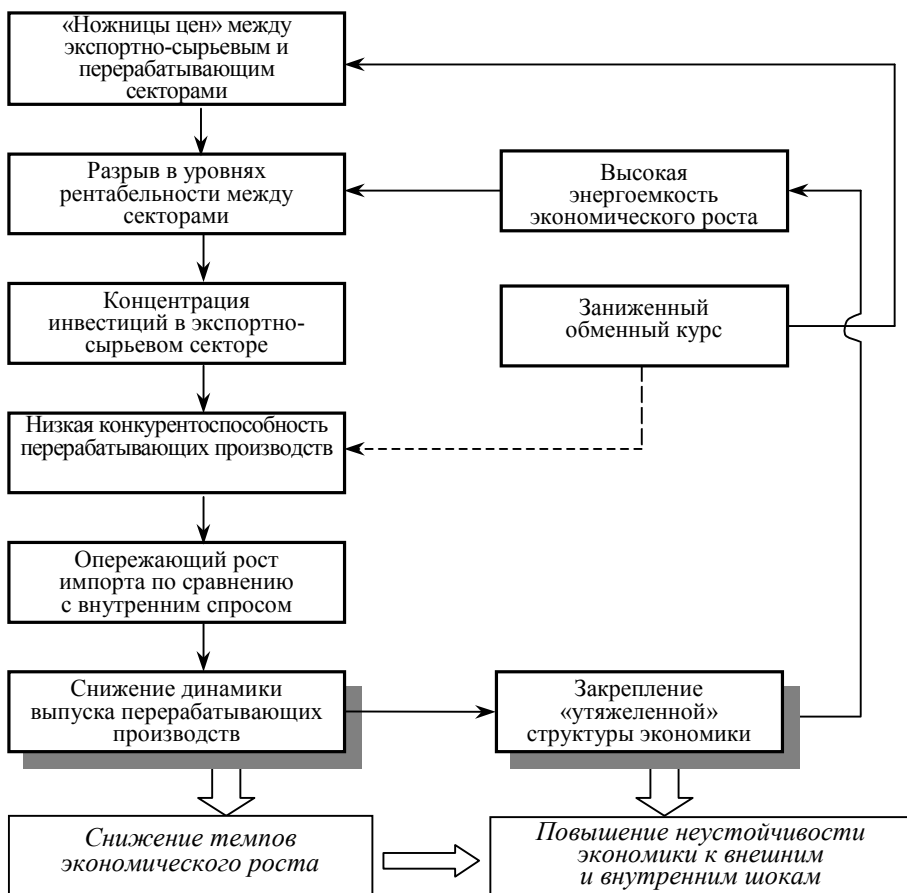 «Ножницы цен» между
экспортно-сырьевым и
перерабатывающим
секторами
Разрыв в уровнях
рентабельности между
секторами
Высокая
энергоемкость
экономического роста
Концентрация
инвестиций в экспортно-
сырьевом секторе
Заниженный
обменный курс
Низкая конкурентоспособность
перерабатывающих производств
Опережающий рост
импорта по сравнению
с внутренним спросом
Снижение динамики
выпуска перерабатывающих
производств
Закрепление
«утяжеленной»
структуры экономики
Снижение темпов
экономического роста
Повышение неустойчивости
экономики к внешним
и внутренним шокам